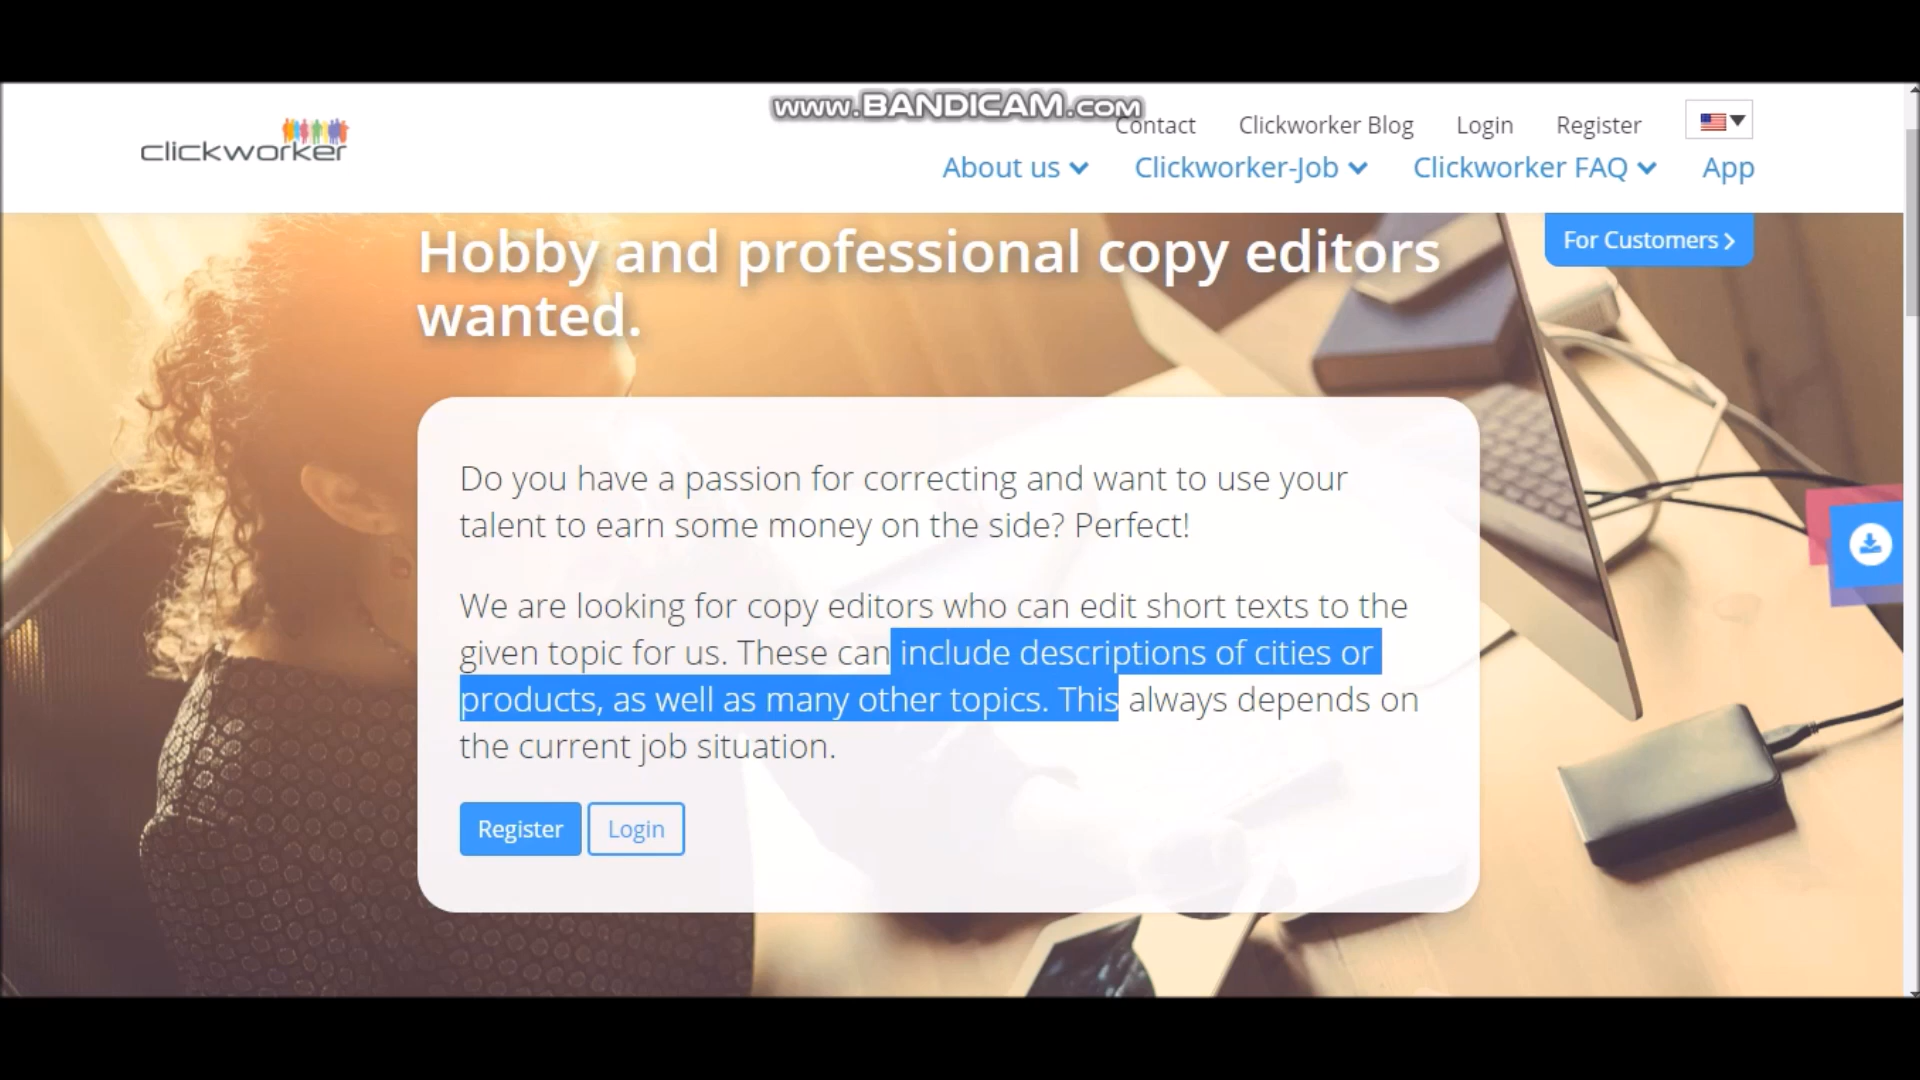 www.BANDICAM.com
clickworker
Contact Clickworker Blog Login Register
About us Clickworker-Job Clickworker FAQ App
For Customers
Hobby and professional copy editors
wanted.
Do you have a passion for correcting and want to use your
talent to earn some money on the side? Perfect!
We are looking for copy editors who can edit short texts to the
given topic for us. These can include descriptions of cities or
products, as well as many other topics. This always depends on
the current job situation.
Register Login